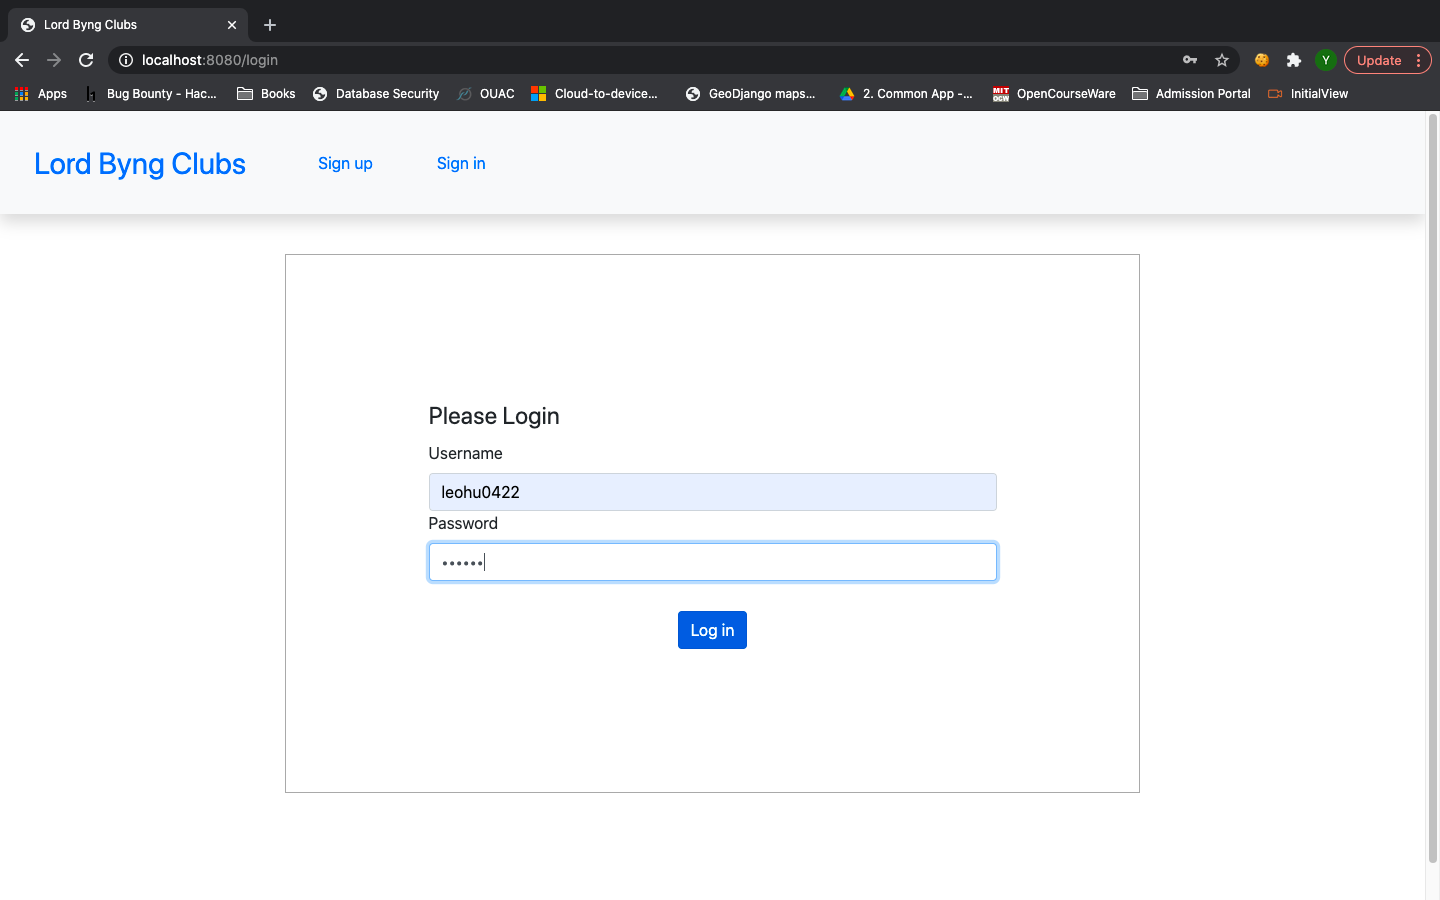 Lord Byng Clubs
localhost:8080/login
Y
Update
Apps
h Bug Bounty - Hac...
Books
Database Security
OUAC
Cloud-to-device...
GeoDjango maps...
2. Common App -...
MIT OCW OpenCourseWare
Admission Portal
InitialView
Lord Byng Clubs
Sign up
Sign in
Please Login
Username
leohu0422
Password
••••••
Log in